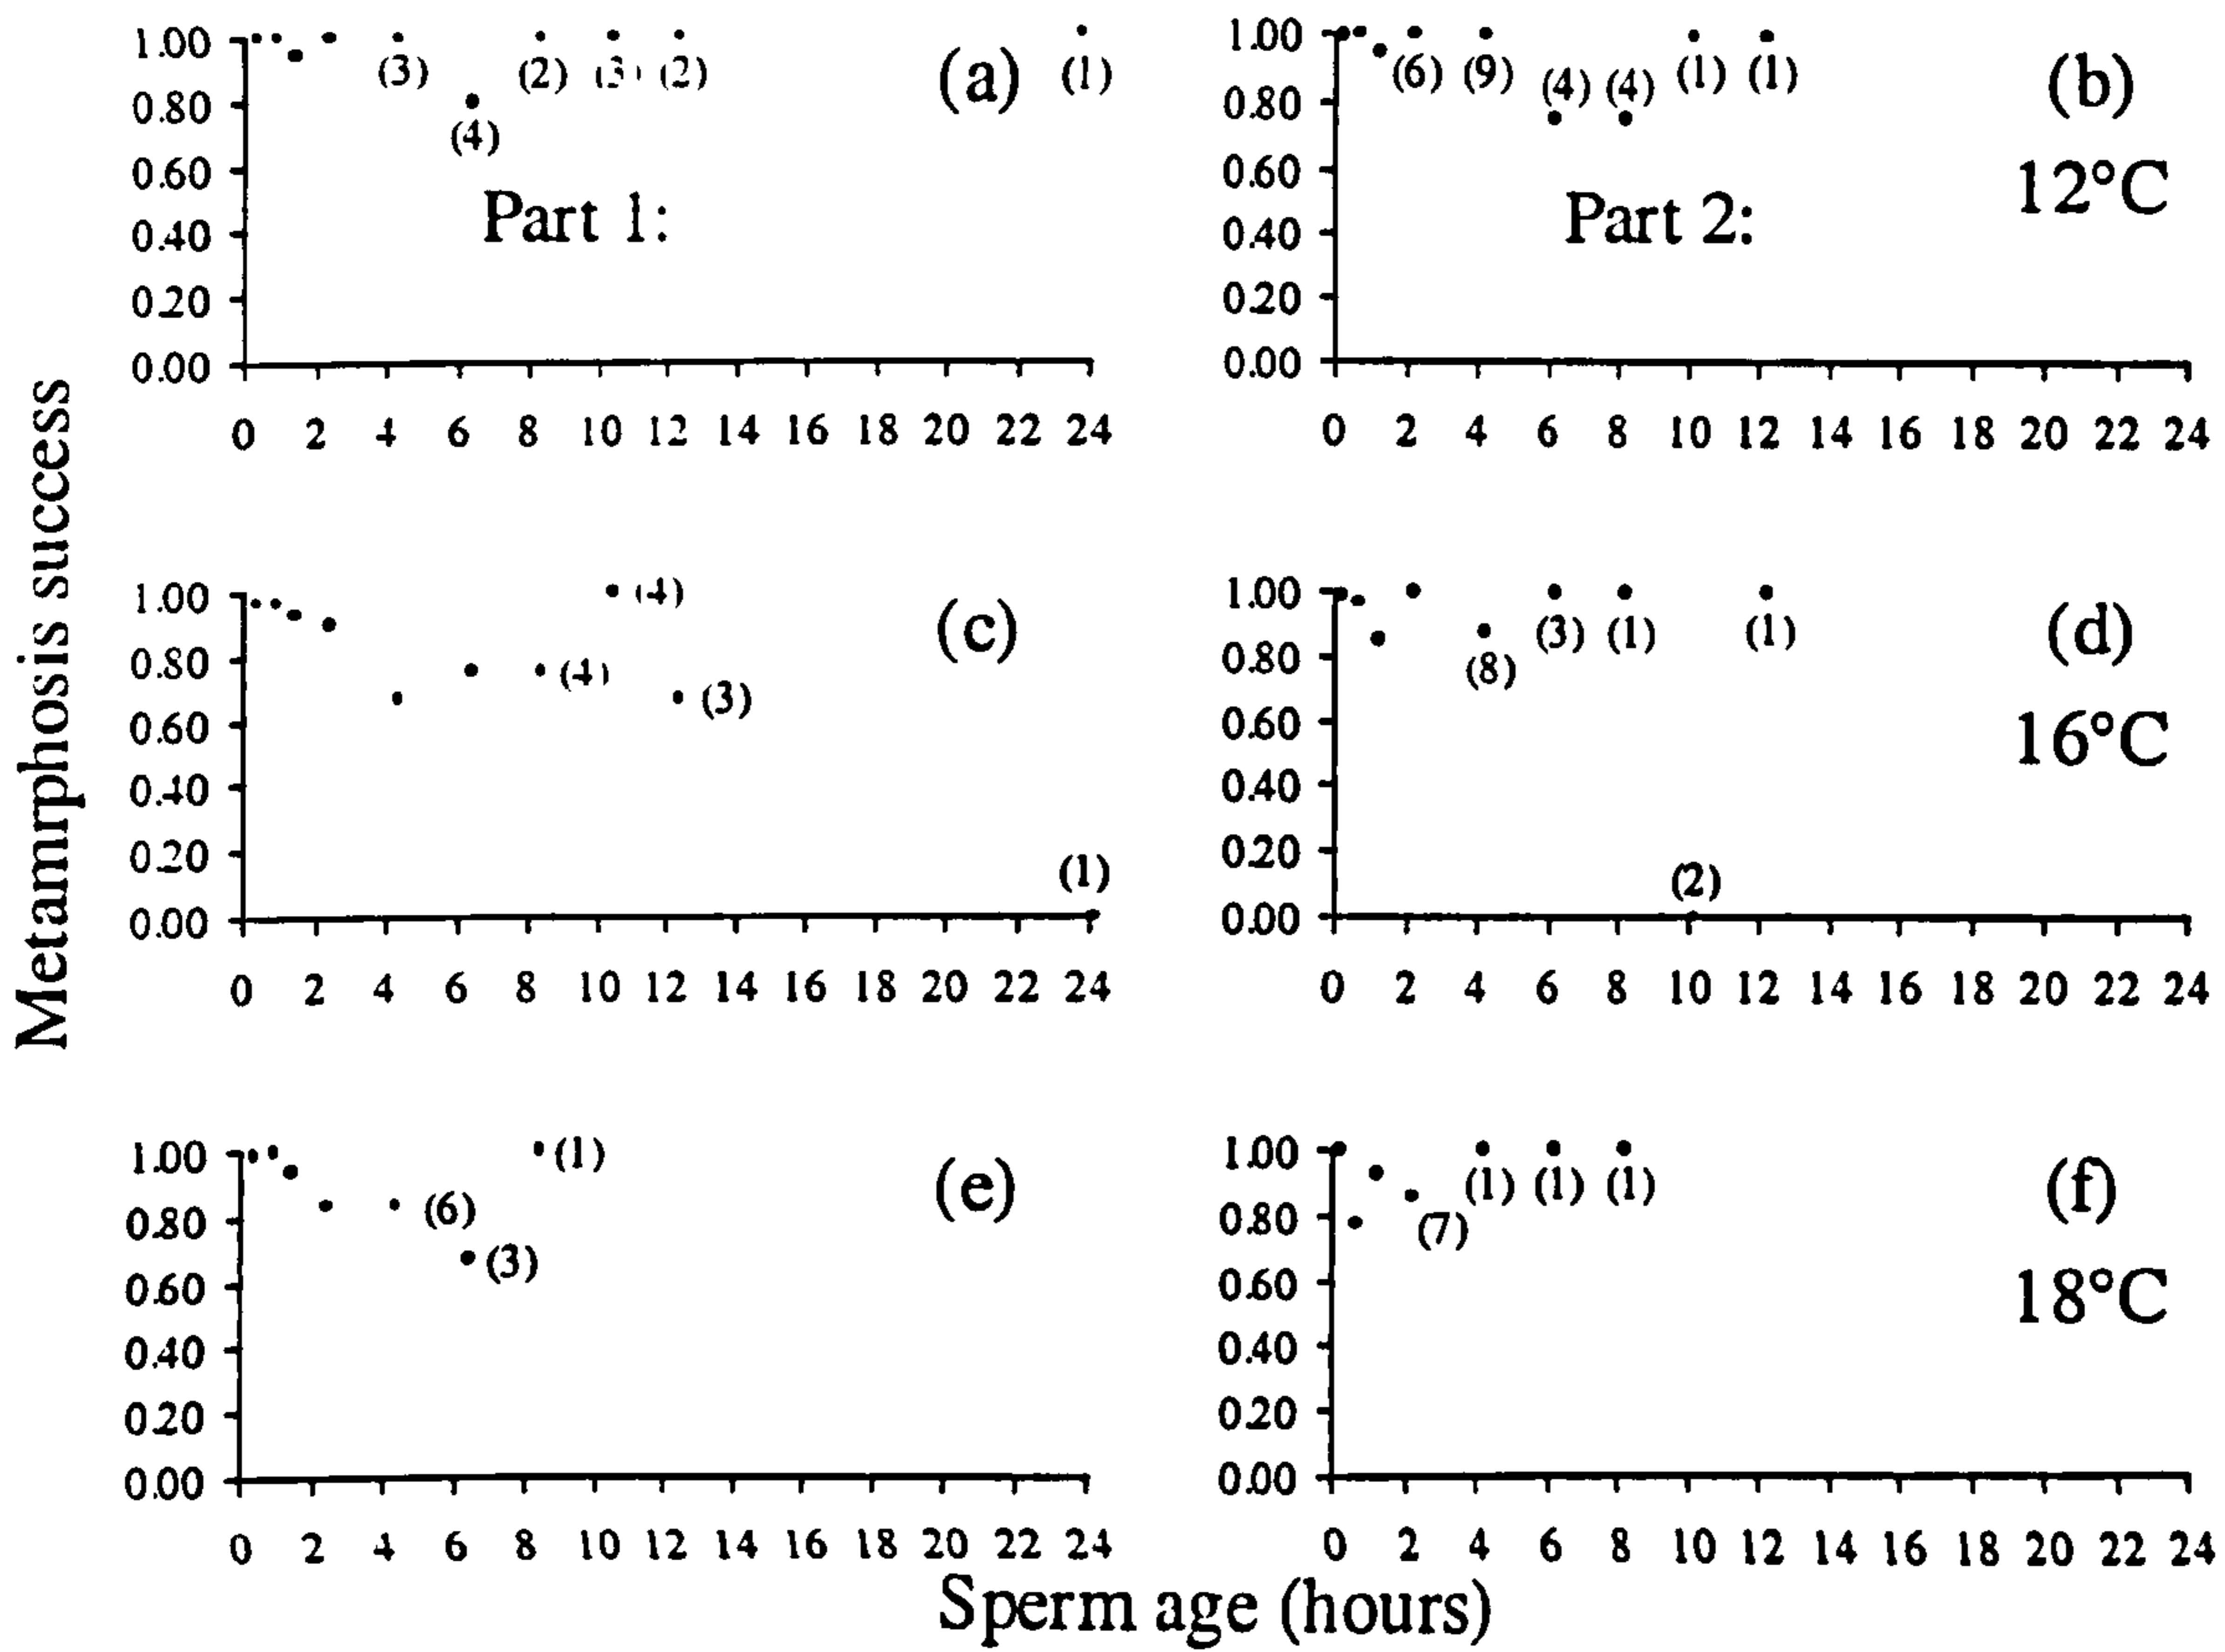 Metamrphosis success
1.00
0.80
0.60
0.40
0.20
0.00
(3) (2) (3) (2) (1)
(4)
(a)
Part 1:
0 2 4 6 8 10 12 14 16 18 20 22 24
1.00
0.80
0.60
0.40
0.20
0.00
(6) (9) (4) (4) (1) (1)
(b)
12°C
Part 2:
0 2 4 6 8 10 12 14 16 18 20 22 24
1.00
0.80
0.60
0.40
0.20
0.00
(4)
(4) (3)
(1)
(c)
0 2 4 6 8 10 12 14 16 18 20 22 24
1.00
0.80
0.60
0.40
0.20
0.00
(8) (3) (1) (1)
(2)
(d)
16°C
0 2 4 6 8 10 12 14 16 18 20 22 24
1.00
0.80
0.60
0.40
0.20
0.00
(1)
(6)
(3)
(e)
0 2 4 6 8 10 12 14 16 18 20 22 24
1.00
0.80
0.60
0.40
0.20
0.00
(7) (1) (1) (1)
(f)
18°C
0 2 4 6 8 10 12 14 16 18 20 22 24
Sperm age (hours)